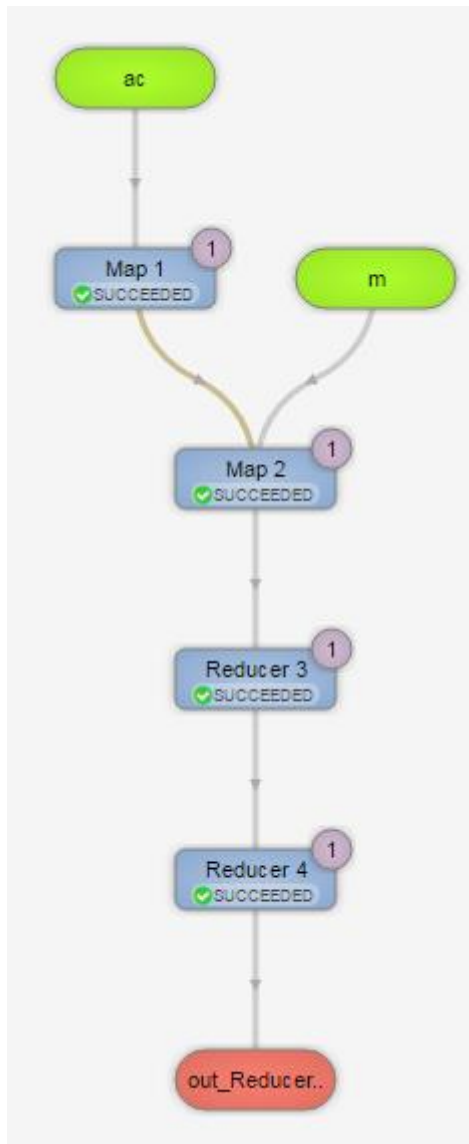 ac
1
Map 1
SUCCEEDED
m
1
Map 2
SUCCEEDED
1
Reducer 3
SUCCEEDED
1
Reducer 4
SUCCEEDED
out_Reducer..